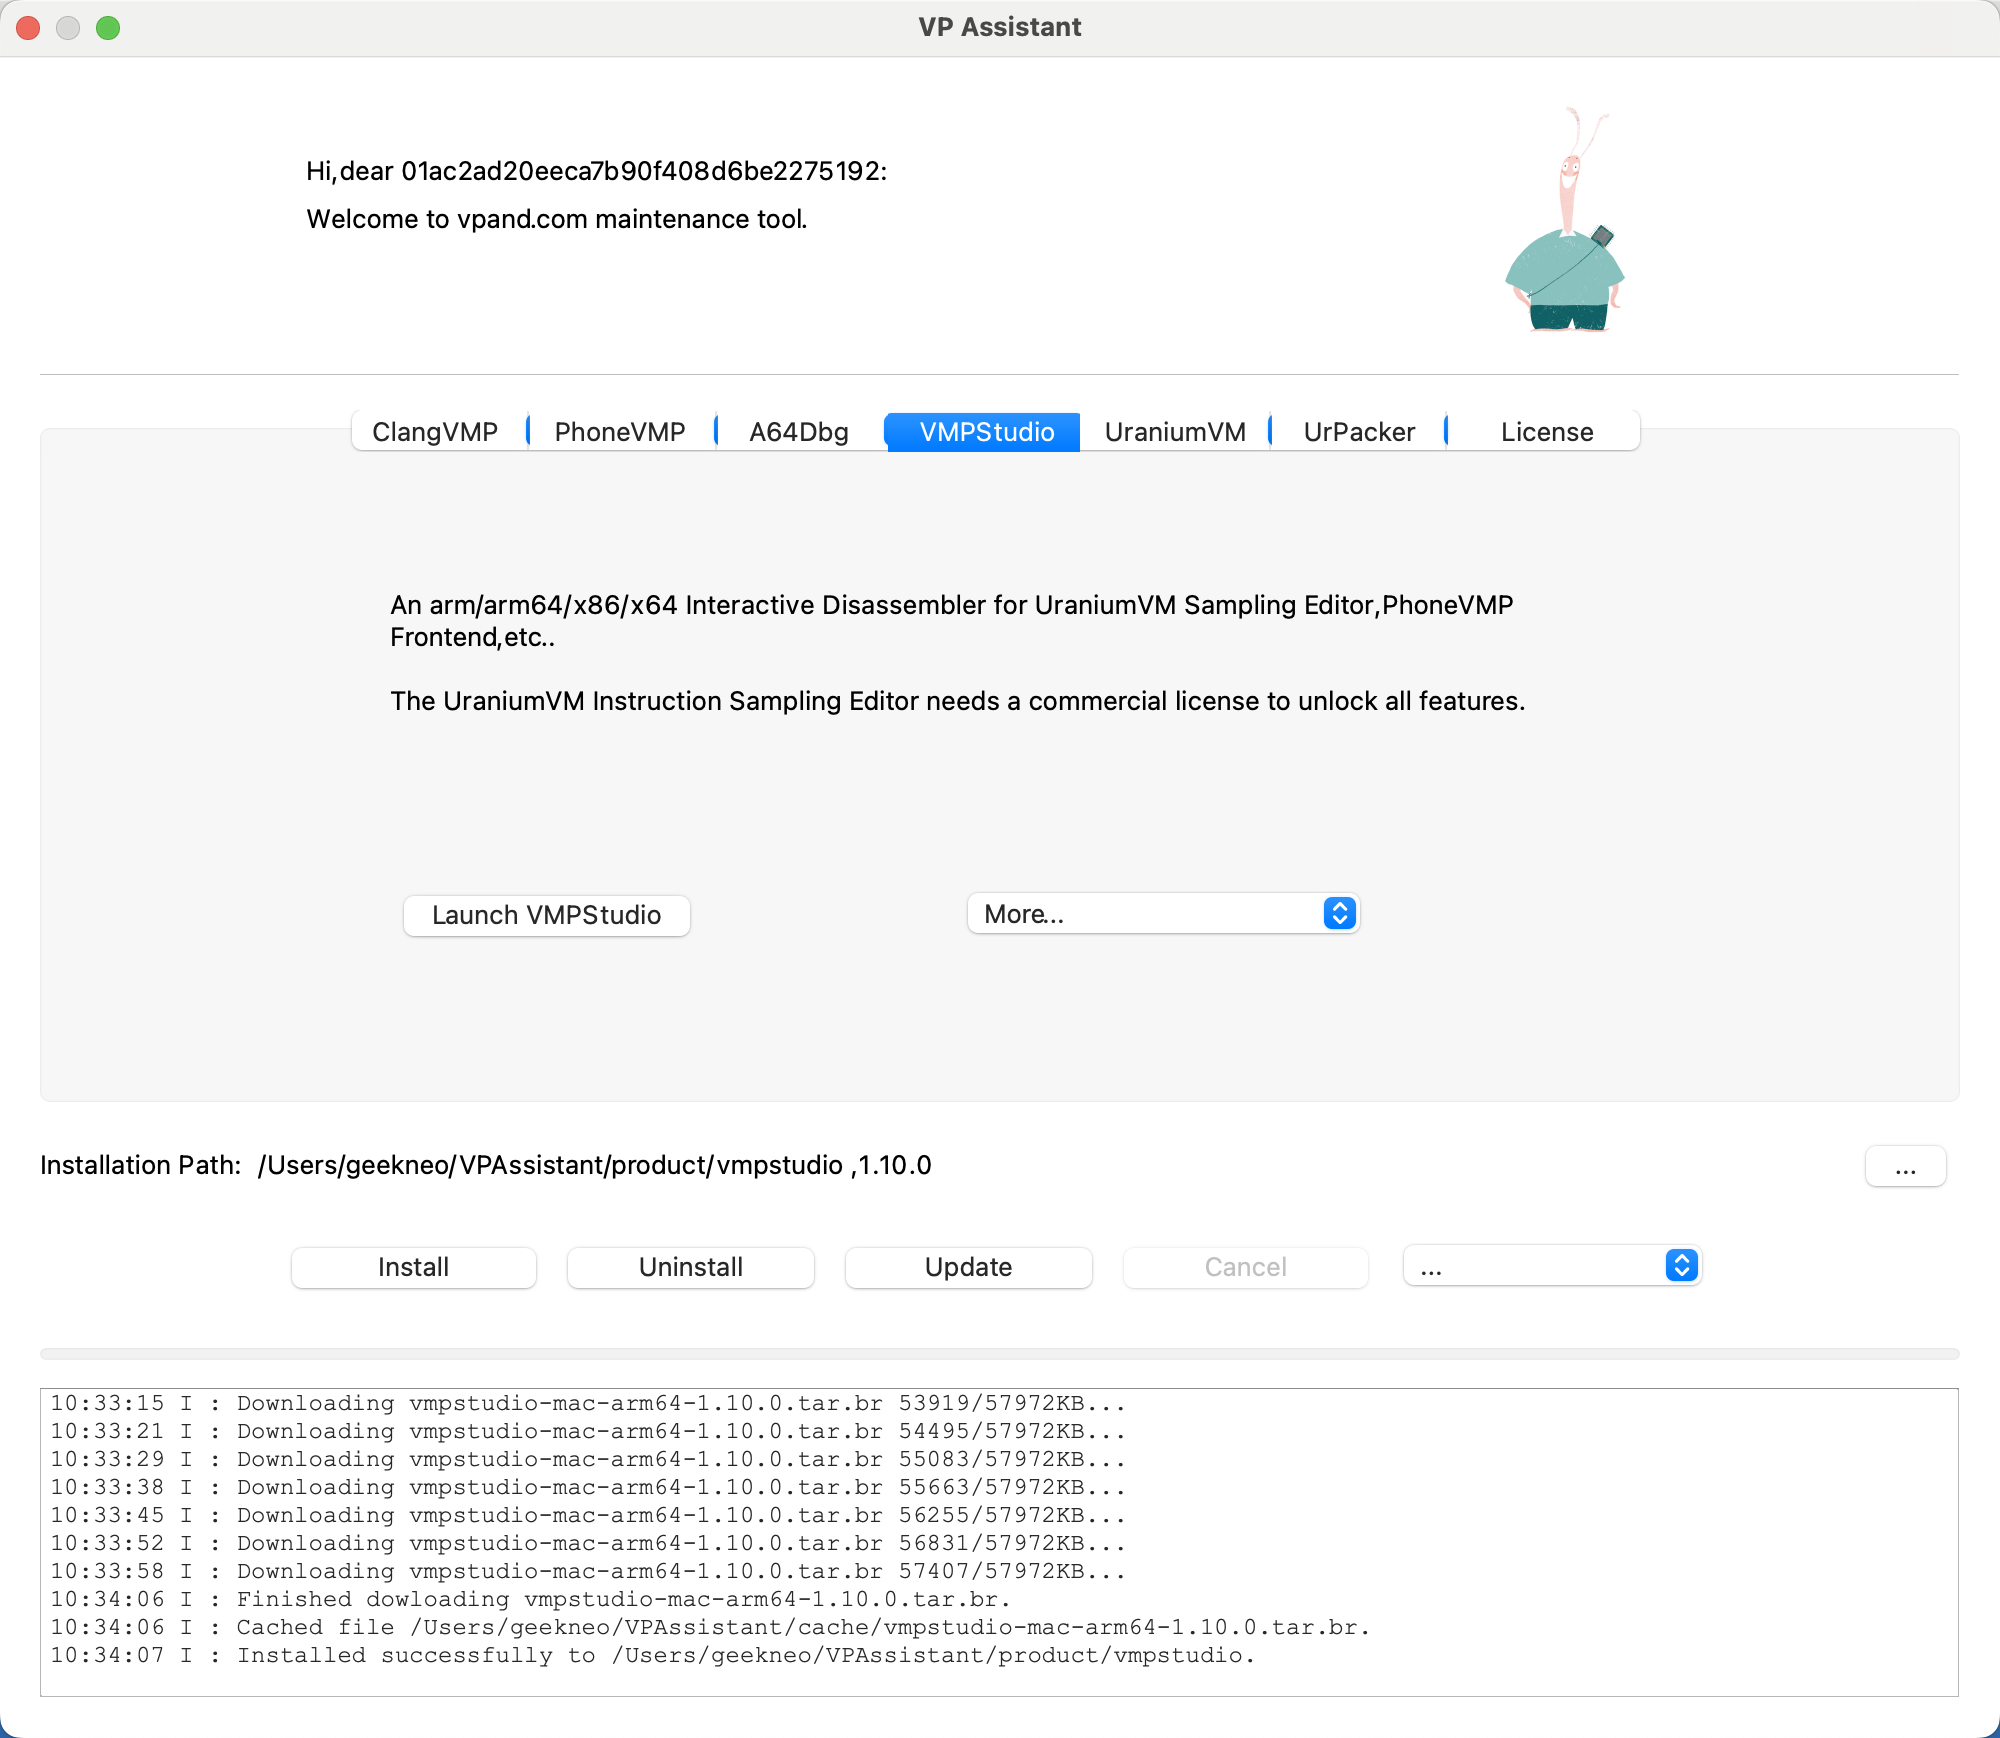 VP Assistant
Hi,dear 01ac2ad20eeca7b90f408d6be2275192:
Welcome to vpand.com maintenance tool.
ClangVMP PhoneVMP A64Dbg VMPStudio UraniumVM UrPacker License
An arm/arm64/x86/x64 Interactive Disassembler for UraniumVM Sampling Editor,PhoneVMP
Frontend,etc..
The UraniumVM Instruction Sampling Editor needs a commercial license to unlock all features.
Launch VMPStudio More...
Installation Path: /Users/geekneo/VPAssistant/product/vmpstudio ,1.10.0 ...
Install Uninstall Update Cancel ...
10:33:15 I : Downloading vmpstudio-mac-arm64-1.10.0.tar.br 53919/57972KB...
10:33:21 I : Downloading vmpstudio-mac-arm64-1.10.0.tar.br 54495/57972KB...
10:33:29 I : Downloading vmpstudio-mac-arm64-1.10.0.tar.br 55083/57972KB...
10:33:38 I : Downloading vmpstudio-mac-arm64-1.10.0.tar.br 55663/57972KB...
10:33:45 I : Downloading vmpstudio-mac-arm64-1.10.0.tar.br 56255/57972KB...
10:33:52 I : Downloading vmpstudio-mac-arm64-1.10.0.tar.br 56831/57972KB...
10:33:58 I : Downloading vmpstudio-mac-arm64-1.10.0.tar.br 57407/57972KB...
10:34:06 I : Finished dowloading vmpstudio-mac-arm64-1.10.0.tar.br.
10:34:06 I : Cached file /Users/geekneo/VPAssistant/cache/vmpstudio-mac-arm64-1.10.0.tar.br.
10:34:07 I : Installed successfully to /Users/geekneo/VPAssistant/product/vmpstudio.